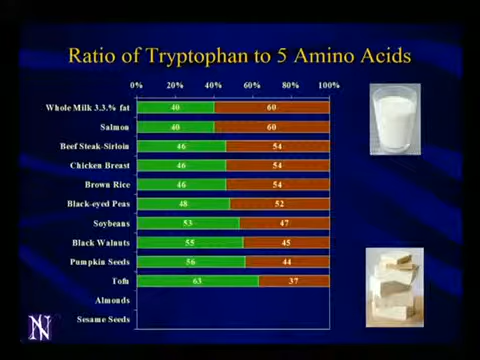 Ratio of Tryptophan to 5 Amino Acids
0% 20% 40% 60% 80% 100%
Whole Milk 3.3.% fat 40 60
Salmon 40 60
Beef Steak-Sirloin 46 54
Chicken Breast 46 54
Brown Rice 46 54
Black-eyed Peas 48 52
Soybeans 53 47
Black Walnuts 55 45
Pumpkin Seeds 56 44
Tofu 63 37
Almonds
Sesame Seeds
N